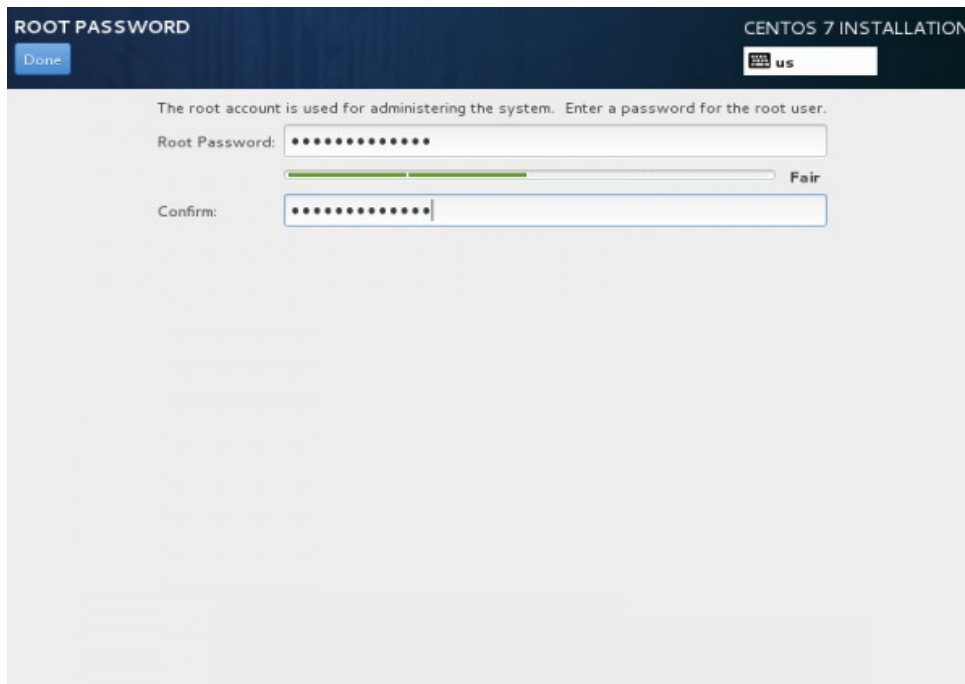 ROOT PASSWORD
CENTOS 7 INSTALLATION
Done
us
The root account is used for administering the system. Enter a password for the root user.
Root Password: •••••••••••••
Fair
Confirm: •••••••••••••